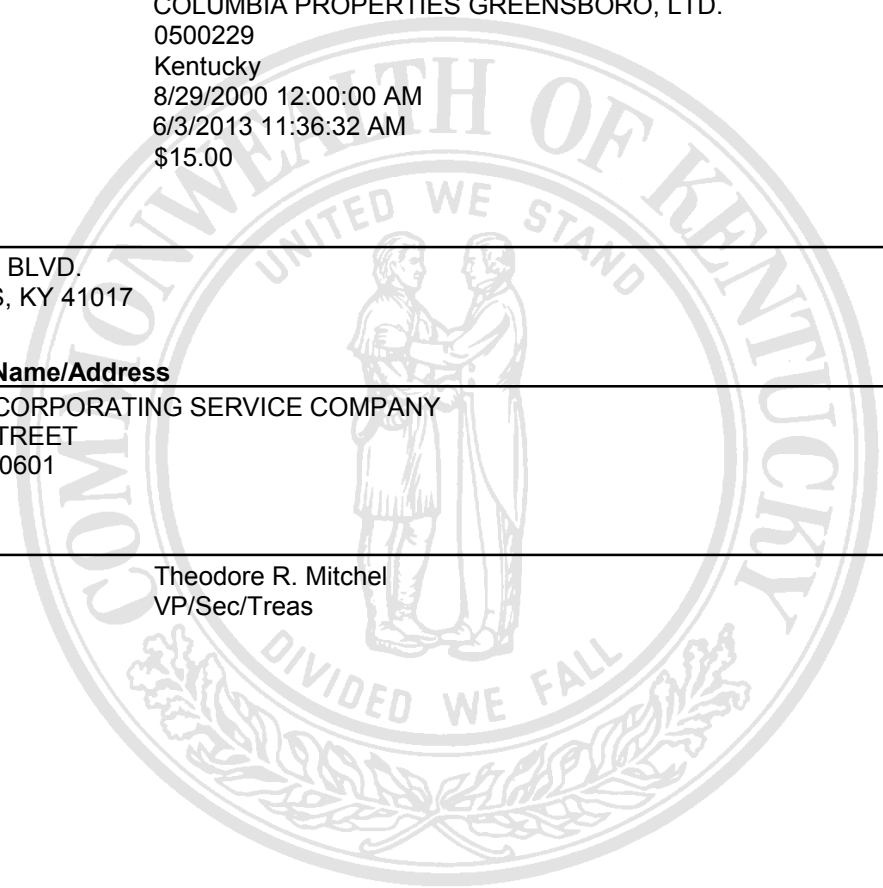 COLUMBIA PROPERTIES GREENSBORO, LTD.
0500229
Kentucky
8/29/2000 12:00:00 AM
6/3/2013 11:36:32 AM
$15.00
BLVD.
S, KY 41017
Name/Address
CORPORATING SERVICE COMPANY
TREET
0601
Theodore R. Mitchel
VP/Sec/Treas
COMMONWEALTH OF KENTUCKY
UNITED WE STAND
DIVIDED WE FALL